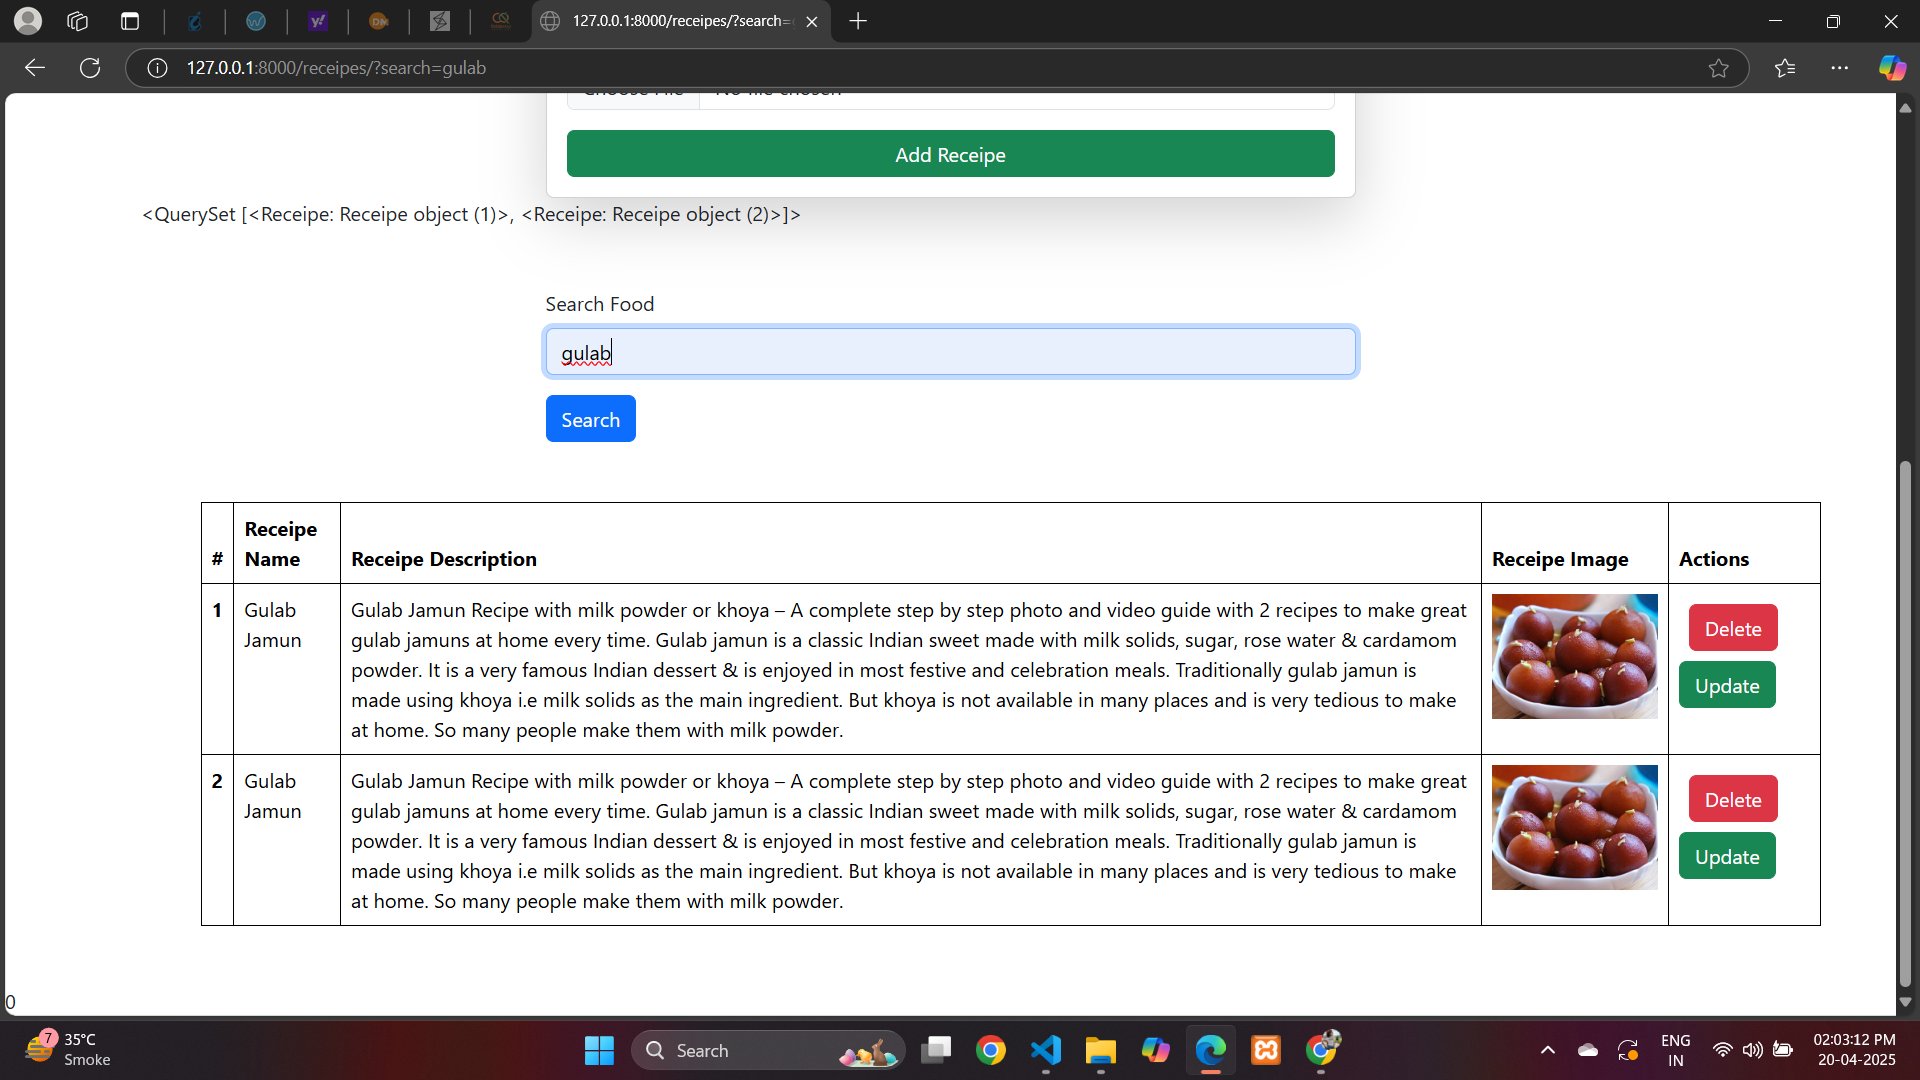 127.0.0.1:8000/receipes/?search=
127.0.0.1:8000/receipes/?search=gulab
Choose File No file chosen
Add Receipe
<QuerySet [<Receipe: Receipe object (1)>, <Receipe: Receipe object (2)>]>
Search Food
gulab
Search
# Receipe Name Receipe Description Receipe Image Actions
1 Gulab Jamun
Gulab Jamun Recipe with milk powder or khoya – A complete step by step photo and video guide with 2 recipes to make great
gulab jamuns at home every time. Gulab jamun is a classic Indian sweet made with milk solids, sugar, rose water & cardamom
powder. It is a very famous Indian dessert & is enjoyed in most festive and celebration meals. Traditionally gulab jamun is
made using khoya i.e milk solids as the main ingredient. But khoya is not available in many places and is very tedious to make
at home. So many people make them with milk powder.
Delete
Update
2 Gulab Jamun
Gulab Jamun Recipe with milk powder or khoya – A complete step by step photo and video guide with 2 recipes to make great
gulab jamuns at home every time. Gulab jamun is a classic Indian sweet made with milk solids, sugar, rose water & cardamom
powder. It is a very famous Indian dessert & is enjoyed in most festive and celebration meals. Traditionally gulab jamun is
made using khoya i.e milk solids as the main ingredient. But khoya is not available in many places and is very tedious to make
at home. So many people make them with milk powder.
Delete
Update
0
7
35°C
Smoke
Search
ENG
IN
02:03:12 PM
20-04-2025